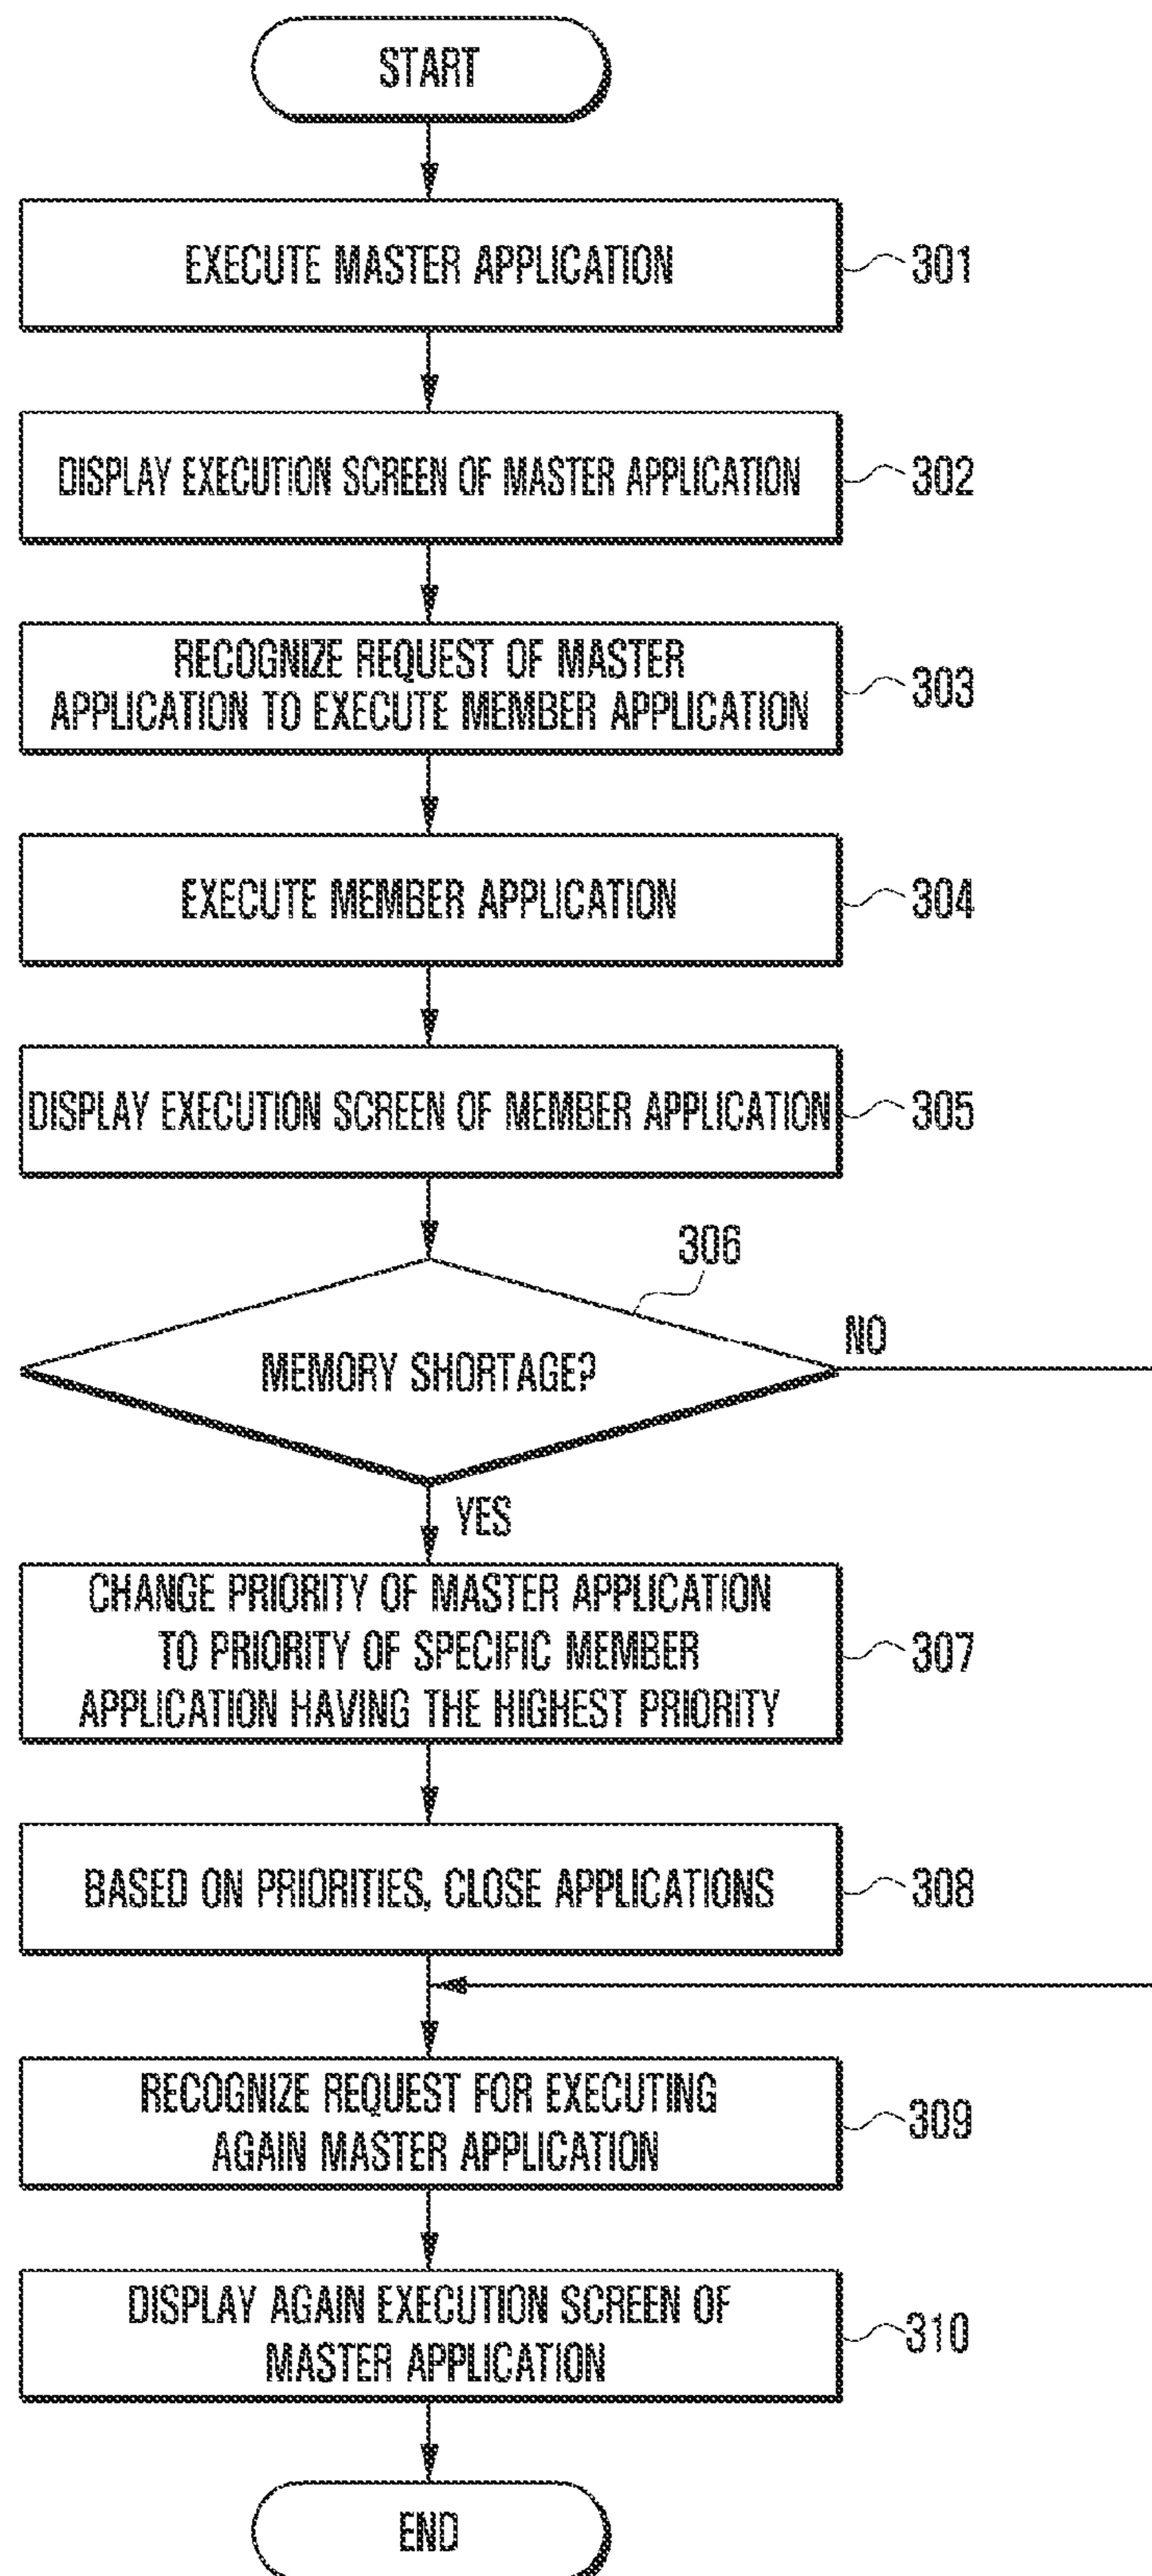 START
EXECUTE MASTER APPLICATION
301
DISPLAY EXECUTION SCREEN OF MASTER APPLICATION
302
RECOGNIZE REQUEST OF MASTER
APPLICATION TO EXECUTE MEMBER APPLICATION
303
EXECUTE MEMBER APPLICATION
304
DISPLAY EXECUTION SCREEN OF MEMBER APPLICATION
305
306
MEMORY SHORTAGE?
NO
YES
CHANGE PRIORITY OF MASTER APPLICATION
TO PRIORITY OF SPECIFIC MEMBER
APPLICATION HAVING THE HIGHEST PRIORITY
307
BASED ON PRIORITIES, CLOSE APPLICATIONS
308
RECOGNIZE REQUEST FOR EXECUTING
AGAIN MASTER APPLICATION
309
DISPLAY AGAIN EXECUTION SCREEN OF
MASTER APPLICATION
310
END